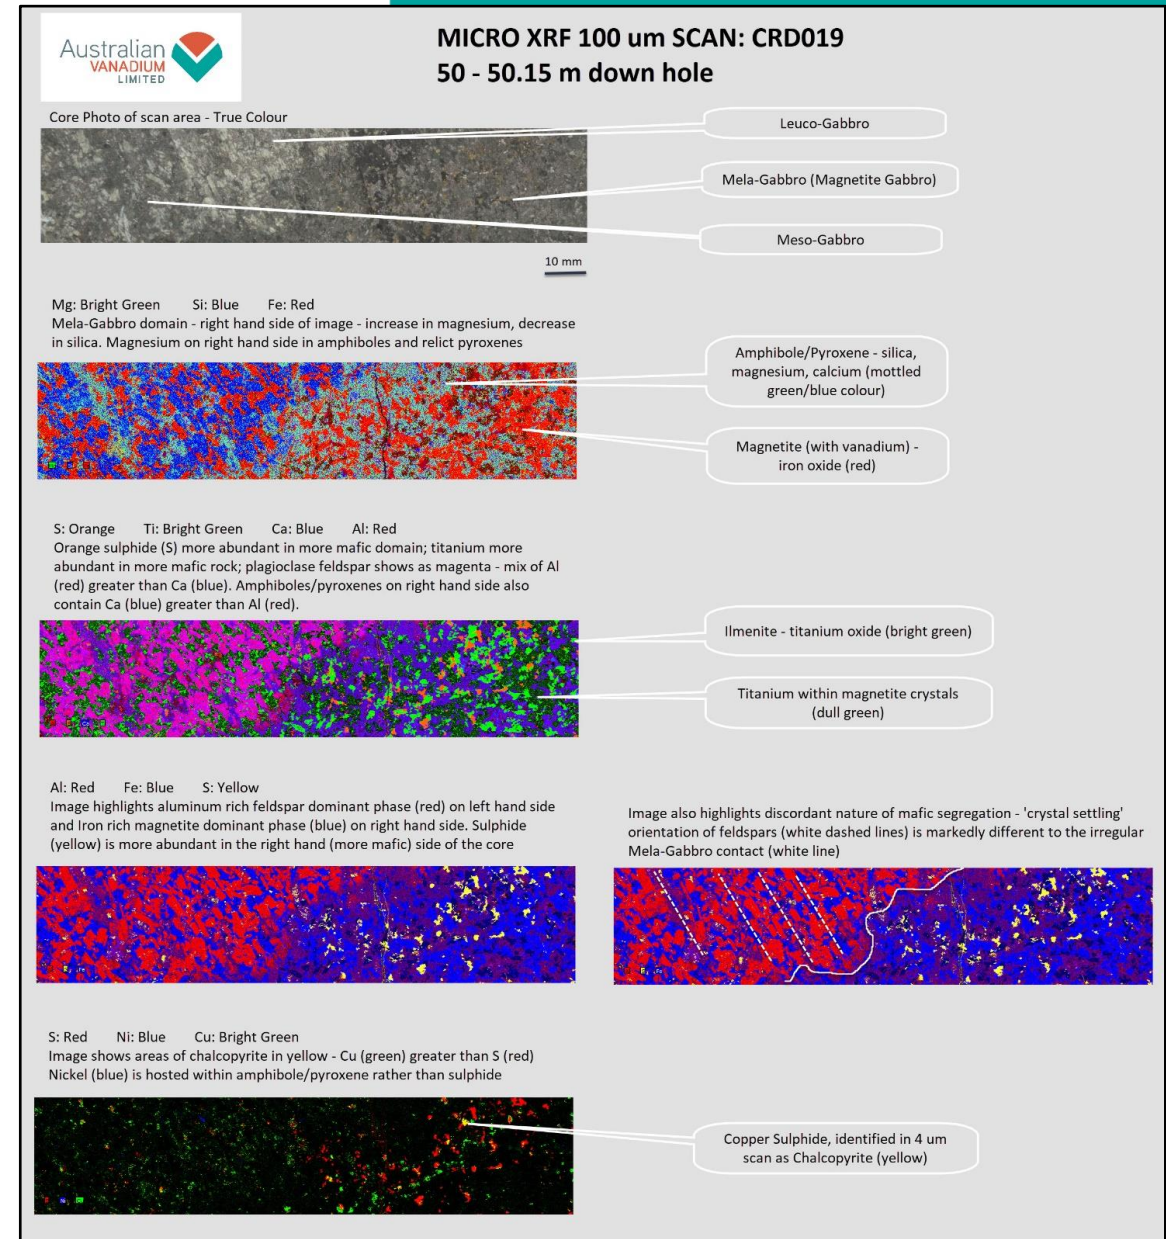 Australian
VANADIUM
LIMITED
MICRO XRF 100 um SCAN: CRD019
50 - 50.15 m down hole
Core Photo of scan area - True Colour
Leuco-Gabbro
Mela-Gabbro (Magnetite Gabbro)
Meso-Gabbro
10 mm
Mg: Bright Green Si: Blue Fe: Red
Mela-Gabbro domain - right hand side of image - increase in magnesium, decrease
in silica. Magnesium on right hand side in amphiboles and relict pyroxenes
Amphibole/Pyroxene - silica,
magnesium, calcium (mottled
green/blue colour)
Magnetite (with vanadium) -
iron oxide (red)
S: Orange Ti: Bright Green Ca: Blue Al: Red
Orange sulphide (S) more abundant in more mafic domain; titanium more
abundant in more mafic rock; plagioclase feldspar shows as magenta - mix of Al
(red) greater than Ca (blue). Amphiboles/pyroxenes on right hand side also
contain Ca (blue) greater than Al (red).
Ilmenite - titanium oxide (bright green)
Titanium within magnetite crystals
(dull green)
Al: Red Fe: Blue S: Yellow
Image highlights aluminum rich feldspar dominant phase (red) on left hand side
and Iron rich magnetite dominant phase (blue) on right hand side. Sulphide
(yellow) is more abundant in the right hand (more mafic) side of the core
Image also highlights discordant nature of mafic segregation - 'crystal settling'
orientation of feldspars (white dashed lines) is markedly different to the irregular
Mela-Gabbro contact (white line)
S: Red Ni: Blue Cu: Bright Green
Image shows areas of chalcopyrite in yellow - Cu (green) greater than S (red)
Nickel (blue) is hosted within amphibole/pyroxene rather than sulphide
Copper Sulphide, identified in 4 um
scan as Chalcopyrite (yellow)